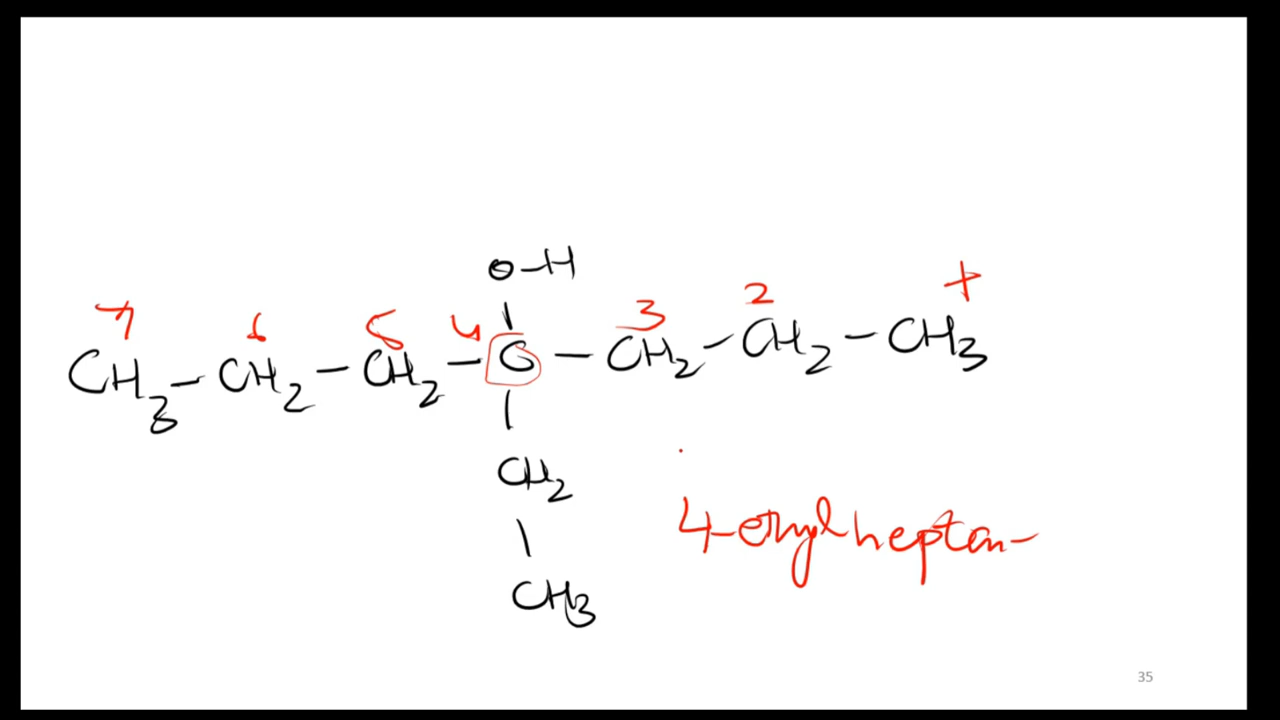 O-H
7 6 5 4 3 2 1
CH3-CH2-CH2-C-CH2-CH2-CH3
CH2
CH3
4-ethylheptan-
35